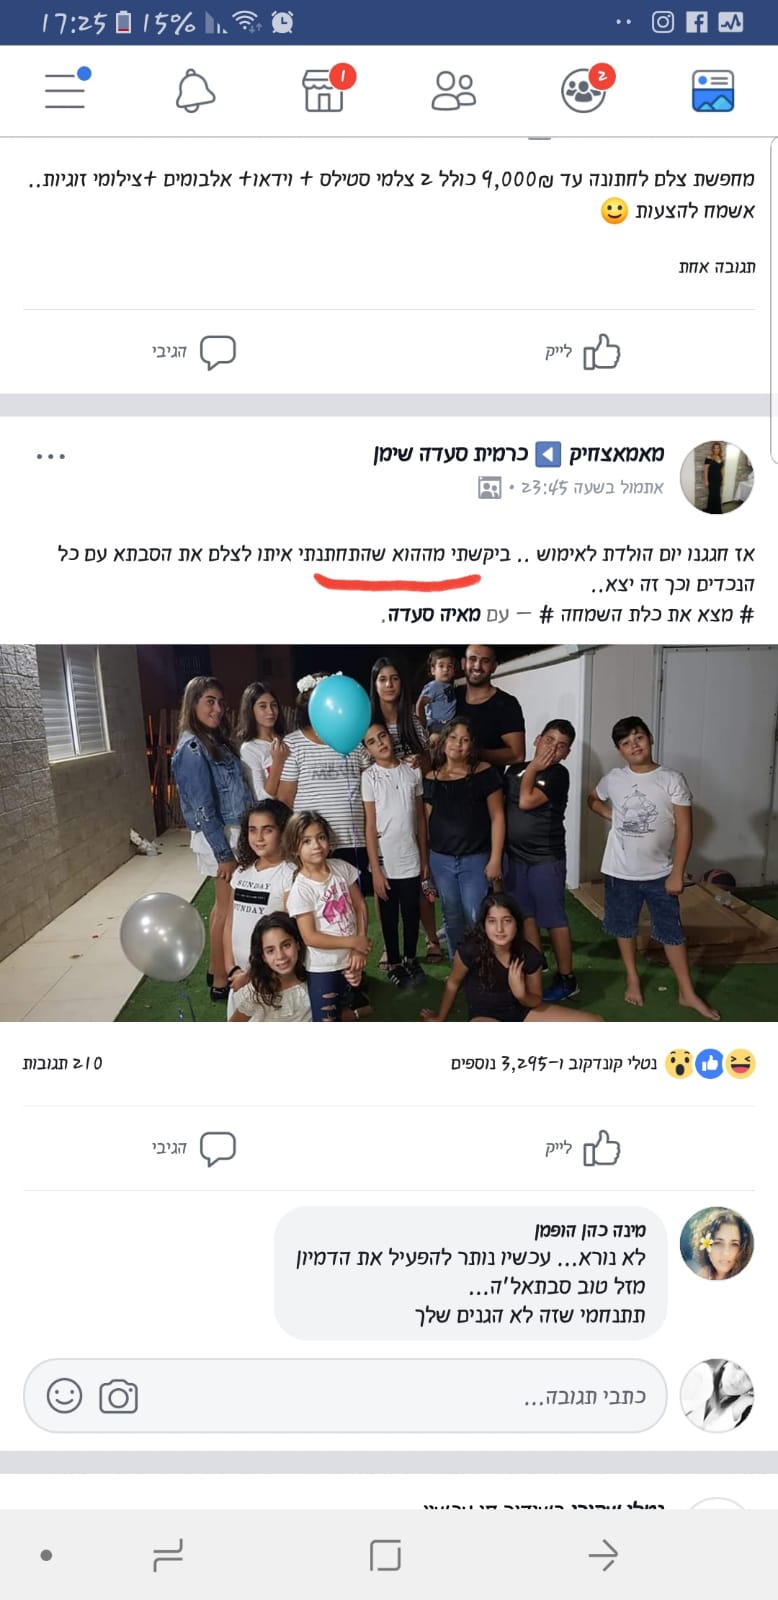 17:25 15%
1
2
מחפשת צלם לחתונה עד ₪9,000 כולל 2 צלמי סטילס + וידאו+ אלבומים +צילומי זוגיות..
אשמח להצעות 🙂
תגובה אחת
לייק
הגיבי
מאמאצחיק ◀ כרמית סעדה שימן
אתמול בשעה 23:45 •
אז חגגנו יום הולדת לאימוש .. ביקשתי מההוא שהתחתנתי איתו לצלם את הסבתא עם כל
הנכדים וכך זה יצא..
# מצא את כלת השמחה # – עם מאיה סעדה.
SUNDAY
SUNDAY
נטלי קונדקוב ו-3,295 נוספים
210 תגובות
לייק
הגיבי
מינה כהן הופמן
לא נורא... עכשיו נותר להפעיל את הדמיון
מזל טוב סבתאל'ה...
תתנחמי שזה לא הגנים שלך
כתבי תגובה...